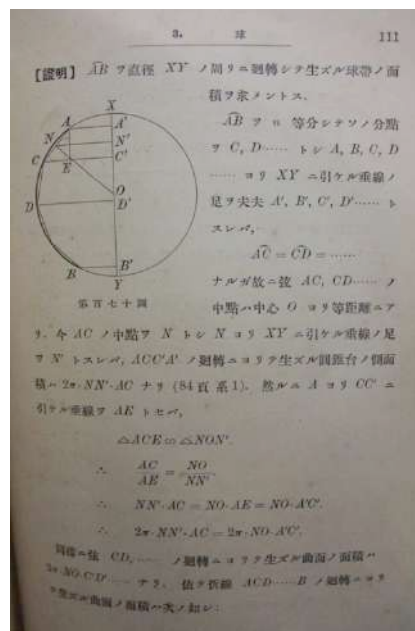 3. 球 111
[證明] A͡B ヲ直徑 XY ノ周リニ廻轉シテ生ズル球帶ノ面
積ヲ求メントス.
A͡B ヲ n 等分シテソノ分點
ヲ C, D…… トシ A, B, C, D
…… ヨリ XY ニ引ケル垂線ノ
足ヲ夫夫 A′, B′, C′, D′…… ト
スレバ,
A͡C = C͡D = ……
ナルガ故ニ弦 AC, CD…… ノ
中點ハ中心 O ヨリ等距離ニア
X
A
A′
N
N′
C
C′
E
O
D
D′
B
B′
Y
第百七十圖
リ. 今 AC ノ中點ヲ N トシ N ヨリ XY ニ引ケル垂線ノ足
ヲ N′ トスレバ, ACC′A′ ノ廻轉ニヨリテ生ズル圓錐台ノ側面
積ハ 2π·NN′·AC ナリ (84頁 系1). 然ルニ A ヨリ CC′ ニ
引ケル垂線ヲ AE トセバ,
△ACE ∽ △NON′.
∴ AC/AE = NO/NN′.
∴ NN′·AC = NO·AE = NO·A′C′.
∴ 2π·NN′·AC = 2π·NO·A′C′.
同樣ニ弦 CD, …… ノ廻轉ニヨリテ生ズル曲面ノ面積ハ
2π·NO·C′D′…… ナリ. 依テ折線 ACD……B ノ廻轉ニヨリ
テ生ズル曲面ノ面積ハ次ノ如シ: